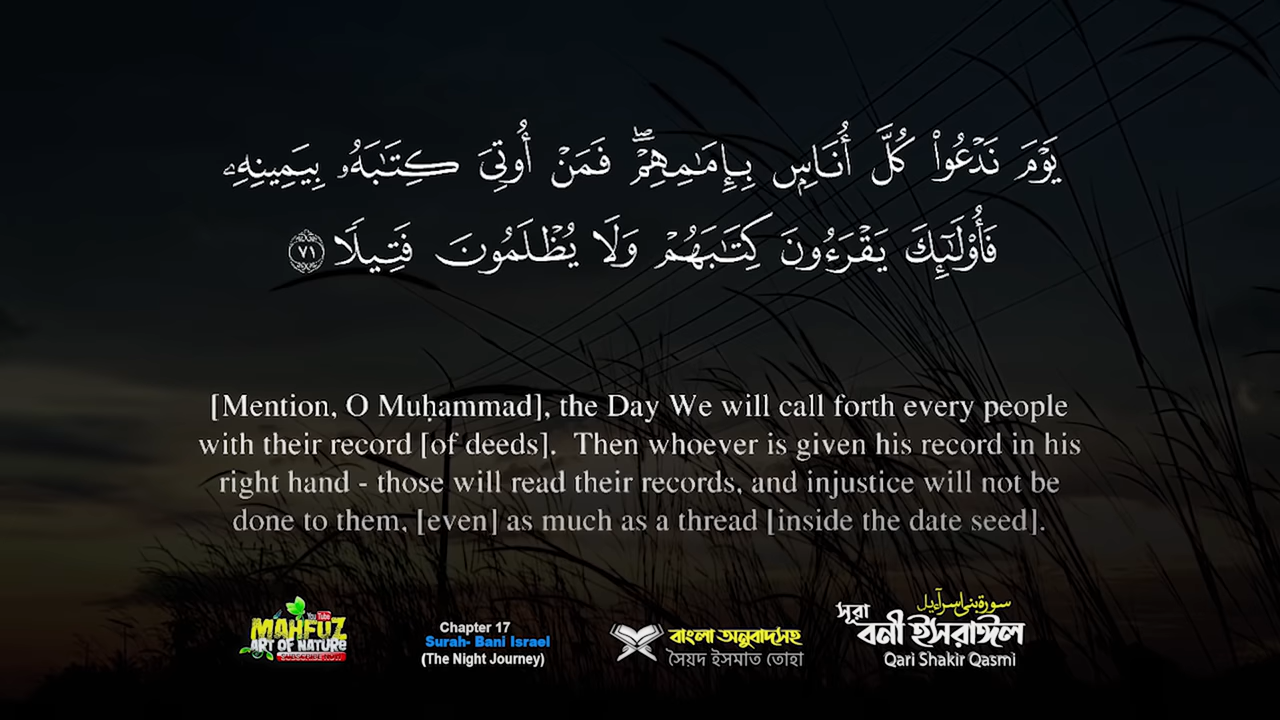 يَوْمَ نَدْعُوا۟ كُلَّ أُنَاسٍۭ بِإِمَـٰمِهِمْ ۖ فَمَنْ أُوتِىَ كِتَـٰبَهُۥ بِيَمِينِهِۦ
فَأُو۟لَـٰٓئِكَ يَقْرَءُونَ كِتَـٰبَهُمْ وَلَا يُظْلَمُونَ فَتِيلًا ٧١
[Mention, O Muḥammad], the Day We will call forth every people
with their record [of deeds].  Then whoever is given his record in his
right hand - those will read their records, and injustice will not be
done to them, [even] as much as a thread [inside the date seed].
You Tube
MAHFUZ
ART OF NATURE
Chapter 17
Surah- Bani Israel
(The Night Journey)
বাংলা অনুবাদসহ
সৈয়দ ইসমাত তোহা
سورة بنی اسرآءیل
সূরা
বনী ইসরাঈল
Qari Shakir Qasmi